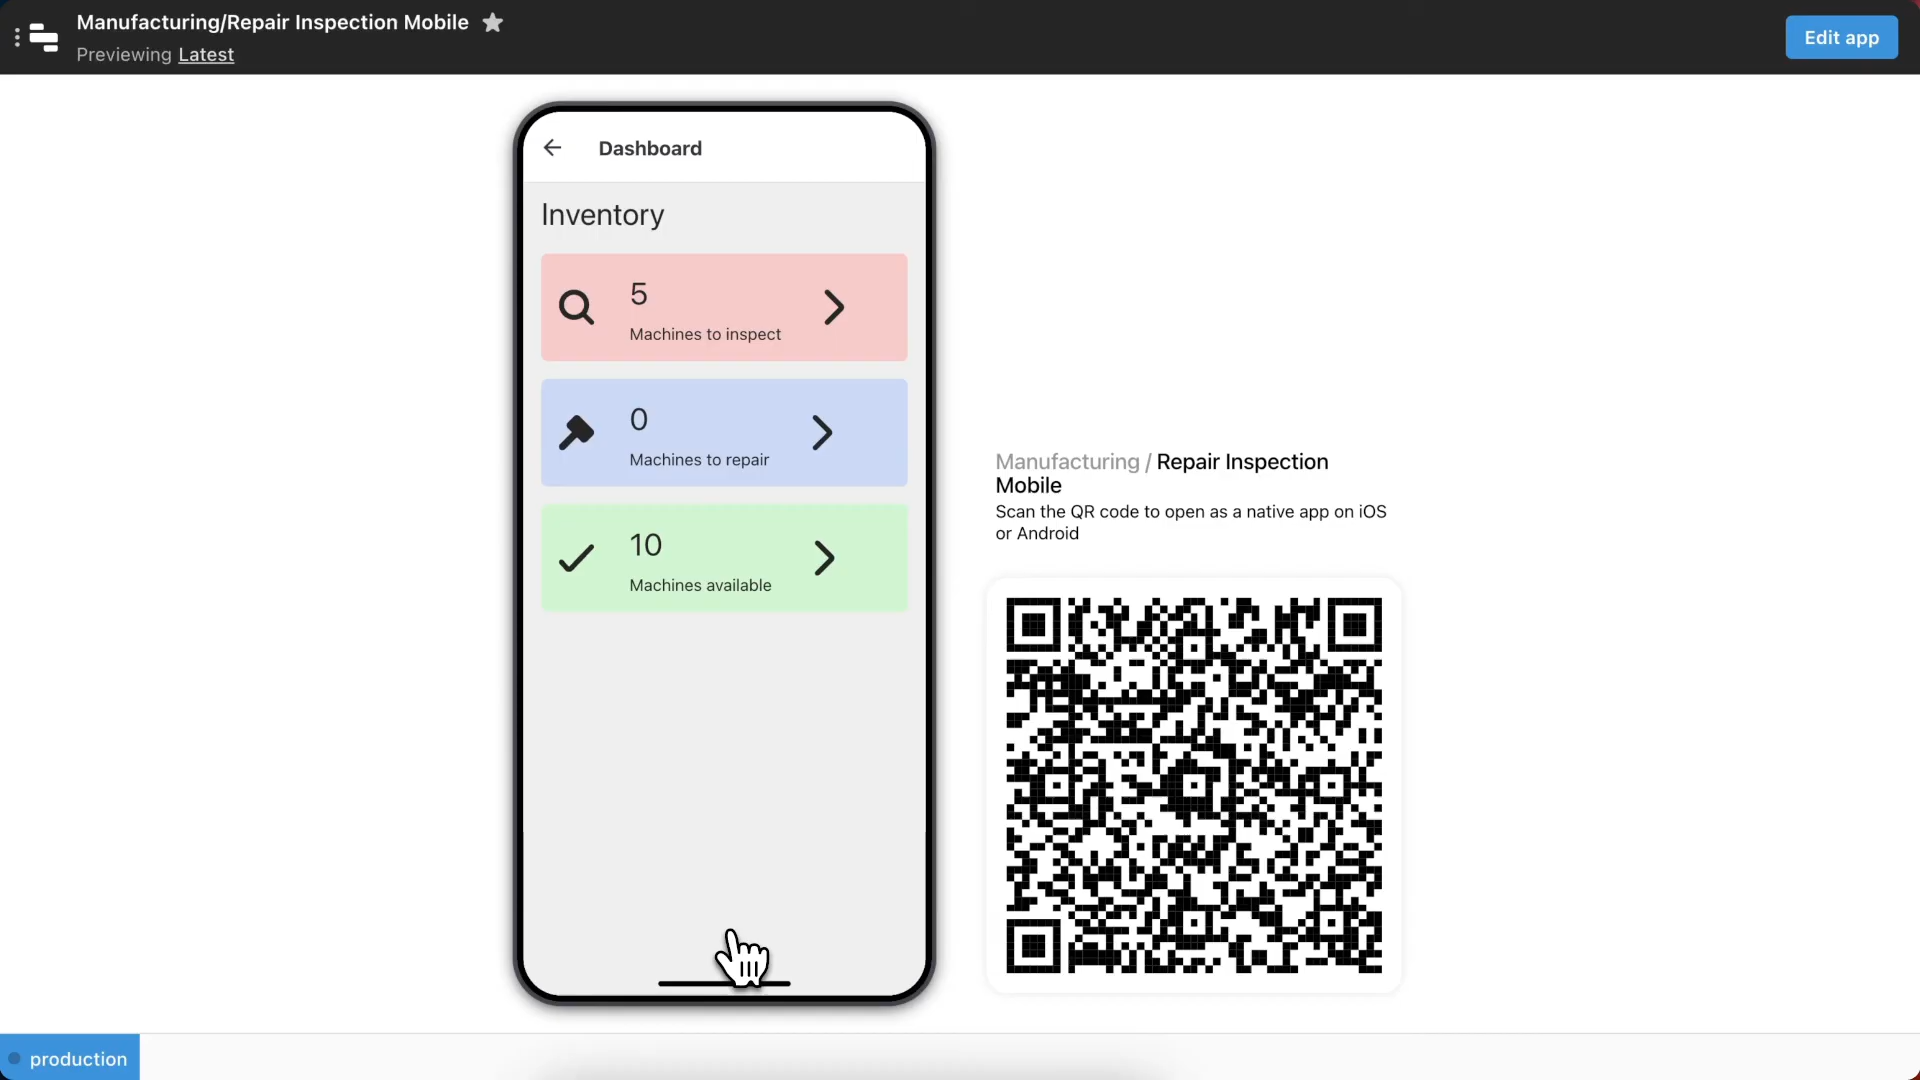 Manufacturing/Repair Inspection Mobile
Previewing Latest
Edit app
Dashboard
Inventory
5
Machines to inspect
0
Machines to repair
10
Machines available
Manufacturing / Repair Inspection
Mobile
Scan the QR code to open as a native app on iOS
or Android
production